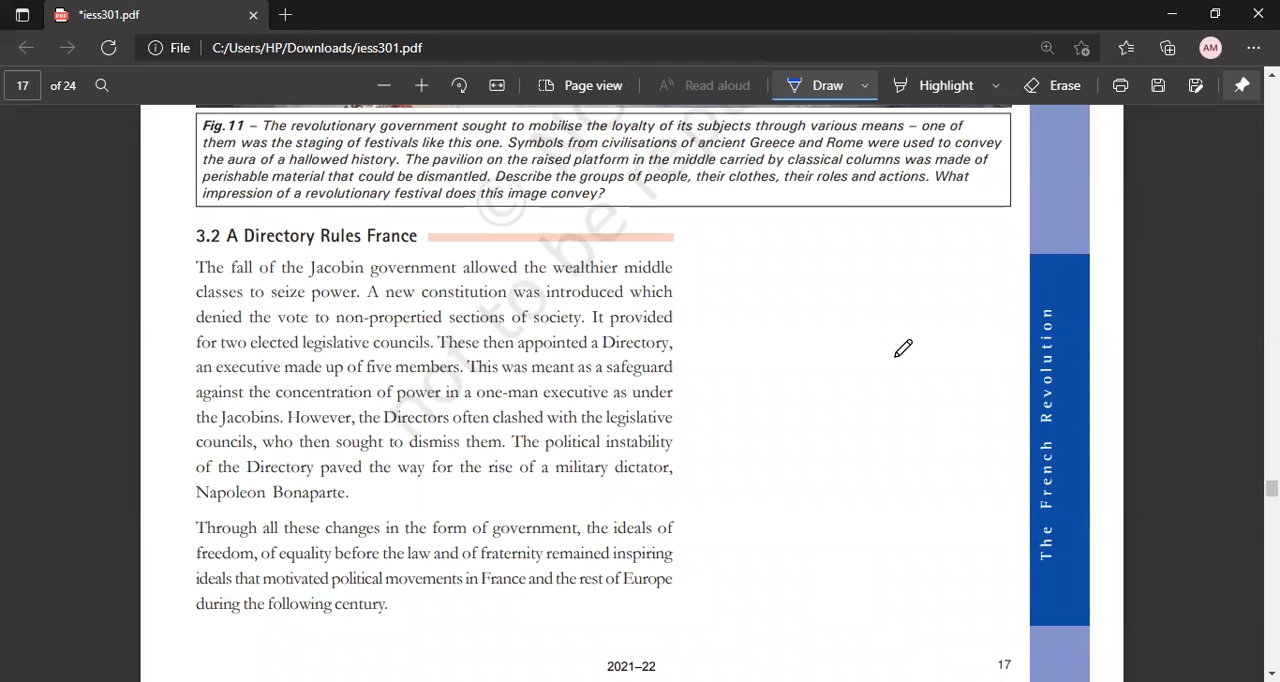 *iess301.pdf
File
C:/Users/HP/Downloads/iess301.pdf
AM
17 of 24
Page view
Read aloud
Draw
Highlight
Erase
Fig.11 – The revolutionary government sought to mobilise the loyalty of its subjects through various means – one of
them was the staging of festivals like this one. Symbols from civilisations of ancient Greece and Rome were used to convey
the aura of a hallowed history. The pavilion on the raised platform in the middle carried by classical columns was made of
perishable material that could be dismantled. Describe the groups of people, their clothes, their roles and actions. What
impression of a revolutionary festival does this image convey?
3.2 A Directory Rules France
The fall of the Jacobin government allowed the wealthier middle
classes to seize power. A new constitution was introduced which
denied the vote to non-propertied sections of society. It provided
for two elected legislative councils. These then appointed a Directory,
an executive made up of five members. This was meant as a safeguard
against the concentration of power in a one-man executive as under
the Jacobins. However, the Directors often clashed with the legislative
councils, who then sought to dismiss them. The political instability
of the Directory paved the way for the rise of a military dictator,
Napoleon Bonaparte.
Through all these changes in the form of government, the ideals of
freedom, of equality before the law and of fraternity remained inspiring
ideals that motivated political movements in France and the rest of Europe
during the following century.
The French Revolution
2021–22
17
not to be